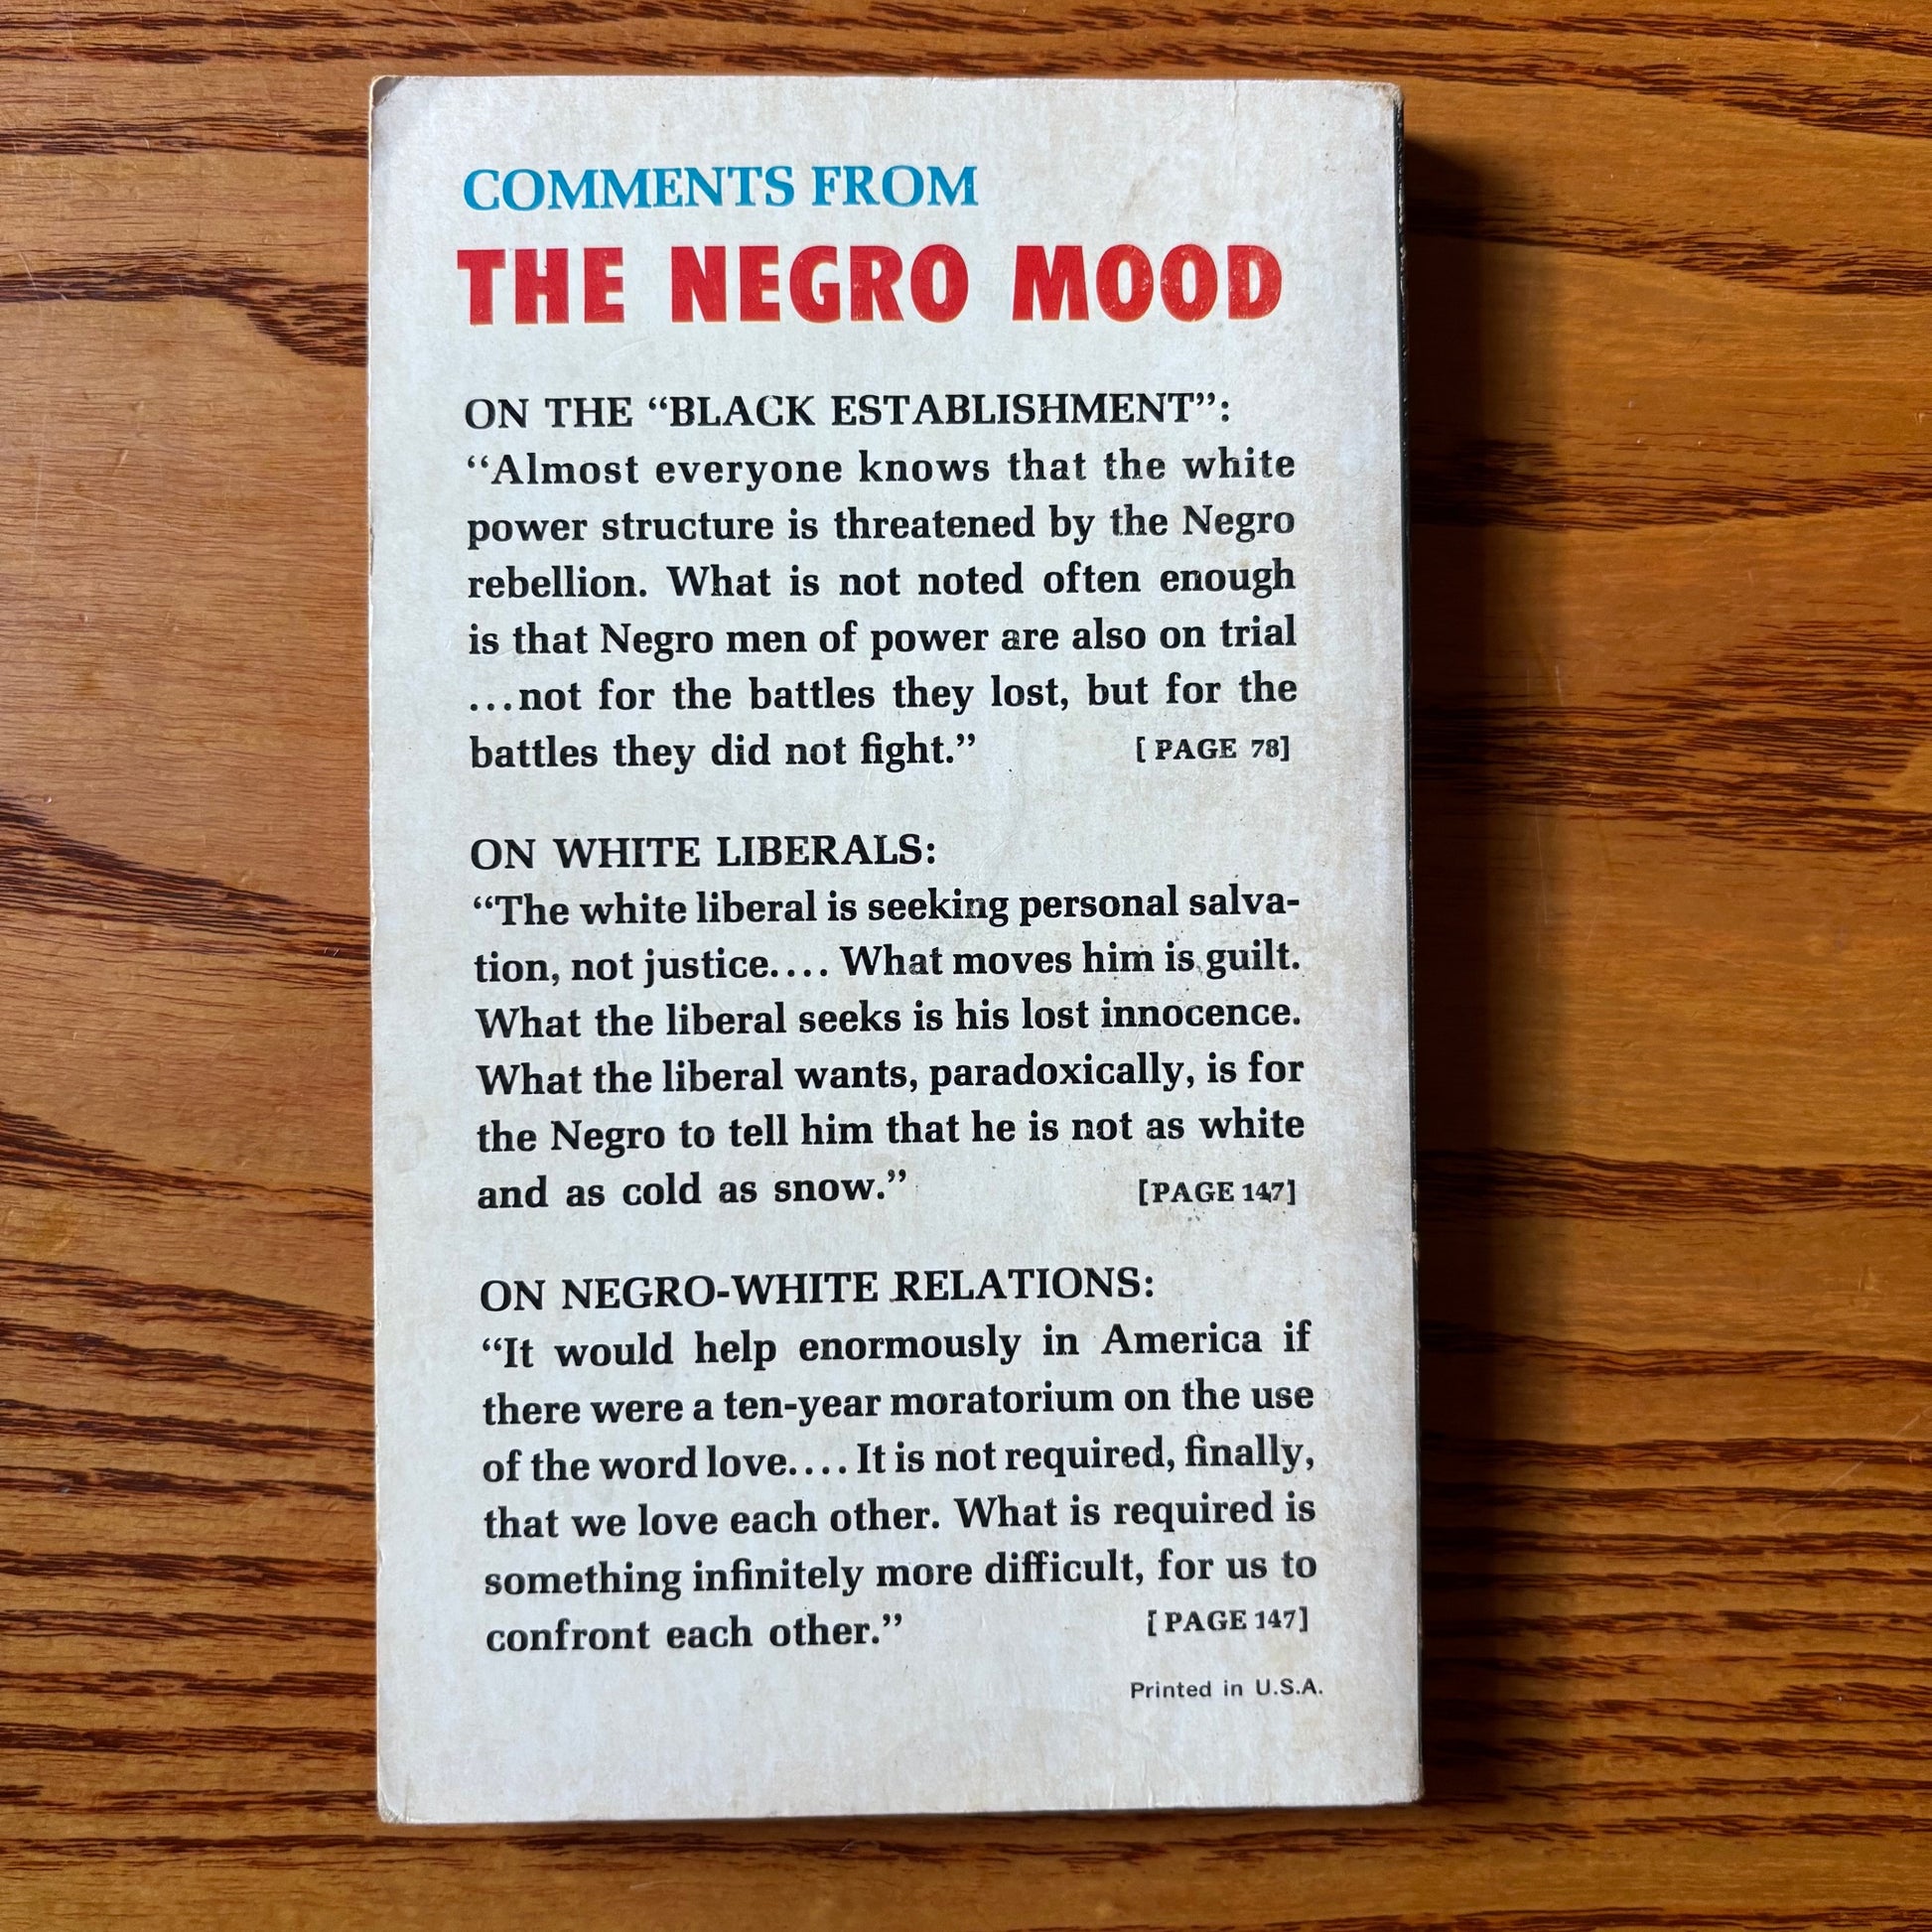 COMMENTS FROM
THE NEGRO MOOD
ON THE “BLACK ESTABLISHMENT”:
“Almost everyone knows that the white
power structure is threatened by the Negro
rebellion. What is not noted often enough
is that Negro men of power are also on trial
...not for the battles they lost, but for the
battles they did not fight.” [PAGE 78]
ON WHITE LIBERALS:
“The white liberal is seeking personal salva-
tion, not justice.... What moves him is guilt.
What the liberal seeks is his lost innocence.
What the liberal wants, paradoxically, is for
the Negro to tell him that he is not as white
and as cold as snow.” [PAGE 147]
ON NEGRO-WHITE RELATIONS:
“It would help enormously in America if
there were a ten-year moratorium on the use
of the word love.... It is not required, finally,
that we love each other. What is required is
something infinitely more difficult, for us to
confront each other.” [PAGE 147]
Printed in U.S.A.